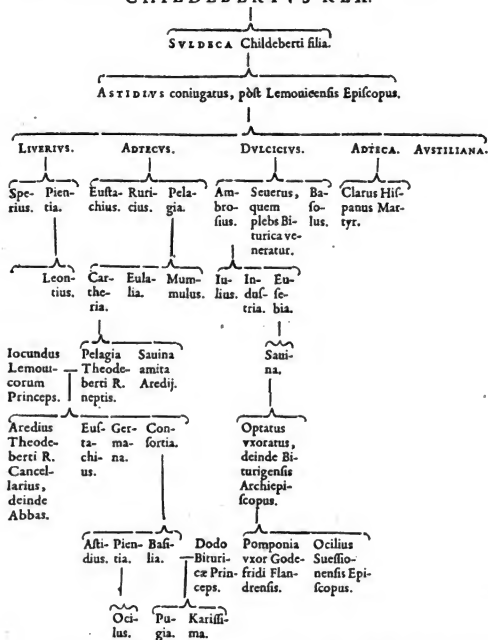 CHILDEBERTVS REX.
SVLDECA Childeberti filia.
ASTIDIVS coniugatus, pòst Lemouicensis Episcopus.
LIVERIVS. ADTECVS. DVLCICIVS. ADTECA. AVSTILIANA.
Spe- Pien- Eusta- Ruri- Pela- Am- Seuerus, Ba- Clarus His-
rius. tia. chius. cius. gia. bro- quem so- panus Mar-
sius. plebs Bi- lus. tyr.
turica ve-
neratur.
Leon- Car- Eula- Mum- Iu- In- Eu-
tius. the- lia. mulus. lius. dus- se-
ria. tria. bia.
Iocundus Pelagia Sauina Saui-
Lemoui- Theode- amita na.
corum berti R. Aredij.
Princeps. neptis.
Aredius Eus- Ger- Con- Optatus
Theode- ta- ma- sortia. vxoratus,
berti R. chi- na. deinde Bi-
Cancel- us. turigensis
larius, Archiepi-
deinde scopus.
Abbas.
Asti- Pien- Basi- Dodo Pomponia Ocilius
dius. tia. lia. Bituri- vxor Gode- Suessio-
cæ Prin- fridi Flan- nensis Epi-
ceps. drensis. scopus.
Oci- Pu- Karissi-
lus. gia. ma.